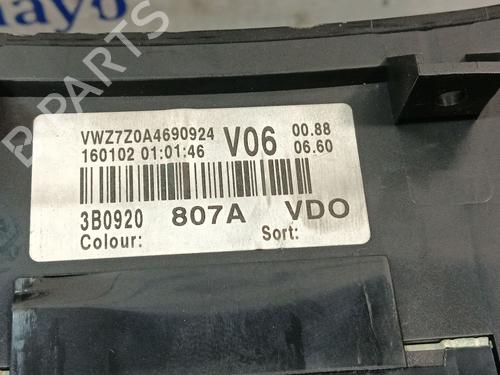 B PARTS
VWZ7Z0A4690924 V06 00.88
160102 01:01:46 06.60
3B0920 807A VDO
Colour: Sort: